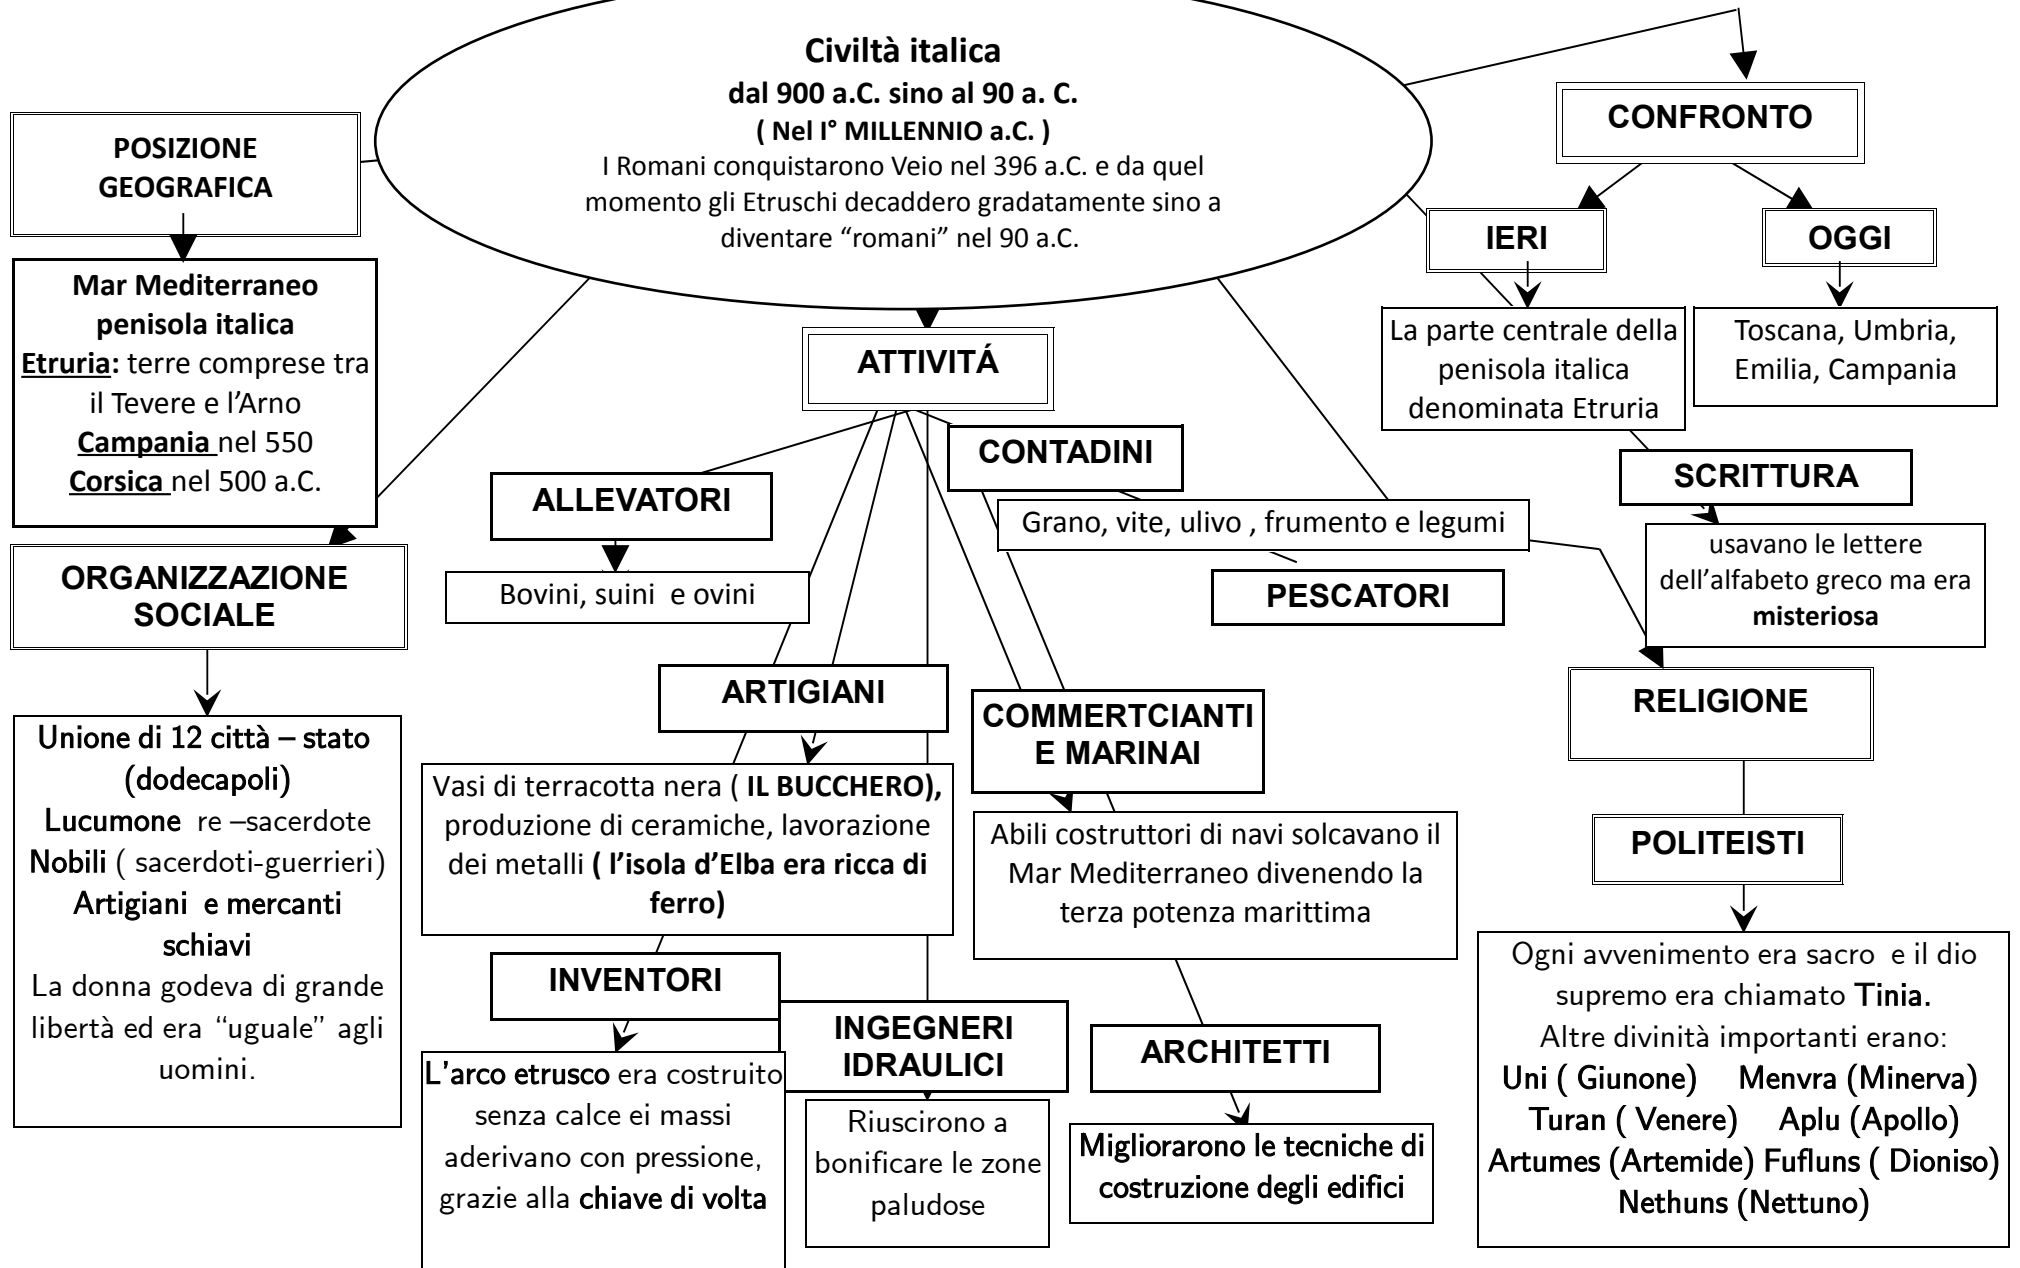 Civiltà italica
dal 900 a.C. sino al 90 a. C.
( Nel I° MILLENNIO a.C. )
I Romani conquistarono Veio nel 396 a.C. e da quel
momento gli Etruschi decaddero gradatamente sino a
diventare “romani” nel 90 a.C.
POSIZIONE
GEOGRAFICA
Mar Mediterraneo
penisola italica
Etruria: terre comprese tra
il Tevere e l’Arno
Campania nel 550
Corsica nel 500 a.C.
ORGANIZZAZIONE
SOCIALE
Unione di 12 città – stato
(dodecapoli)
Lucumone re –sacerdote
Nobili ( sacerdoti-guerrieri)
Artigiani e mercanti
schiavi
La donna godeva di grande
libertà ed era “uguale” agli
uomini.
ATTIVITÁ
ALLEVATORI
Bovini, suini e ovini
CONTADINI
Grano, vite, ulivo , frumento e legumi
PESCATORI
ARTIGIANI
Vasi di terracotta nera ( IL BUCCHERO),
produzione di ceramiche, lavorazione
dei metalli ( l’isola d’Elba era ricca di
ferro)
COMMERTCIANTI
E MARINAI
Abili costruttori di navi solcavano il
Mar Mediterraneo divenendo la
terza potenza marittima
INVENTORI
L'arco etrusco era costruito
senza calce ei massi
aderivano con pressione,
grazie alla chiave di volta
INGEGNERI
IDRAULICI
Riuscirono a
bonificare le zone
paludose
ARCHITETTI
Migliorarono le tecniche di
costruzione degli edifici
CONFRONTO
IERI
La parte centrale della
penisola italica
denominata Etruria
OGGI
Toscana, Umbria,
Emilia, Campania
SCRITTURA
usavano le lettere
dell’alfabeto greco ma era
misteriosa
RELIGIONE
POLITEISTI
Ogni avvenimento era sacro e il dio
supremo era chiamato Tinia.
Altre divinità importanti erano:
Uni ( Giunone) Menvra (Minerva)
Turan ( Venere) Aplu (Apollo)
Artumes (Artemide) Fufluns ( Dioniso)
Nethuns (Nettuno)